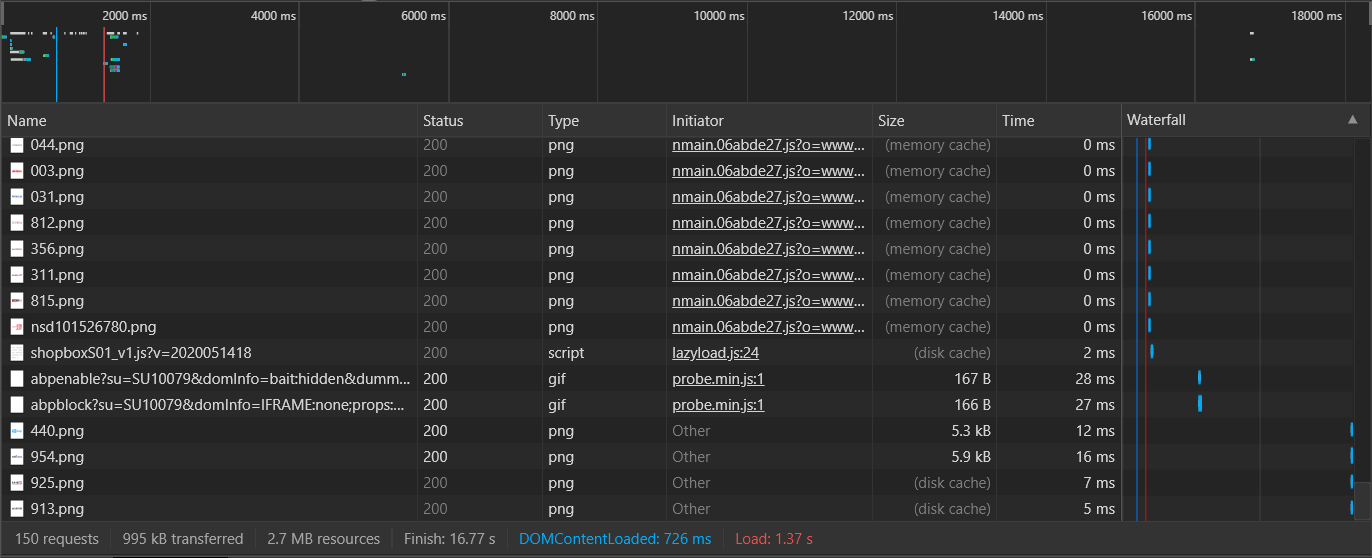 2000 ms 4000 ms 6000 ms 8000 ms 10000 ms 12000 ms 14000 ms 16000 ms 18000 ms
Name Status Type Initiator Size Time Waterfall
044.png 200 png nmain.06abde27.js?o=www... (memory cache) 0 ms
003.png 200 png nmain.06abde27.js?o=www... (memory cache) 0 ms
031.png 200 png nmain.06abde27.js?o=www... (memory cache) 0 ms
812.png 200 png nmain.06abde27.js?o=www... (memory cache) 0 ms
356.png 200 png nmain.06abde27.js?o=www... (memory cache) 0 ms
311.png 200 png nmain.06abde27.js?o=www... (memory cache) 0 ms
815.png 200 png nmain.06abde27.js?o=www... (memory cache) 0 ms
nsd101526780.png 200 png nmain.06abde27.js?o=www... (memory cache) 0 ms
shopboxS01_v1.js?v=2020051418 200 script lazyload.js:24 (disk cache) 2 ms
abpenable?su=SU10079&domInfo=bait:hidden&dumm... 200 gif probe.min.js:1 167 B 28 ms
abpblock?su=SU10079&domInfo=IFRAME:none;props:... 200 gif probe.min.js:1 166 B 27 ms
440.png 200 png Other 5.3 kB 12 ms
954.png 200 png Other 5.9 kB 16 ms
925.png 200 png Other (disk cache) 7 ms
913.png 200 png Other (disk cache) 5 ms
150 requests 995 kB transferred 2.7 MB resources Finish: 16.77 s DOMContentLoaded: 726 ms Load: 1.37 s